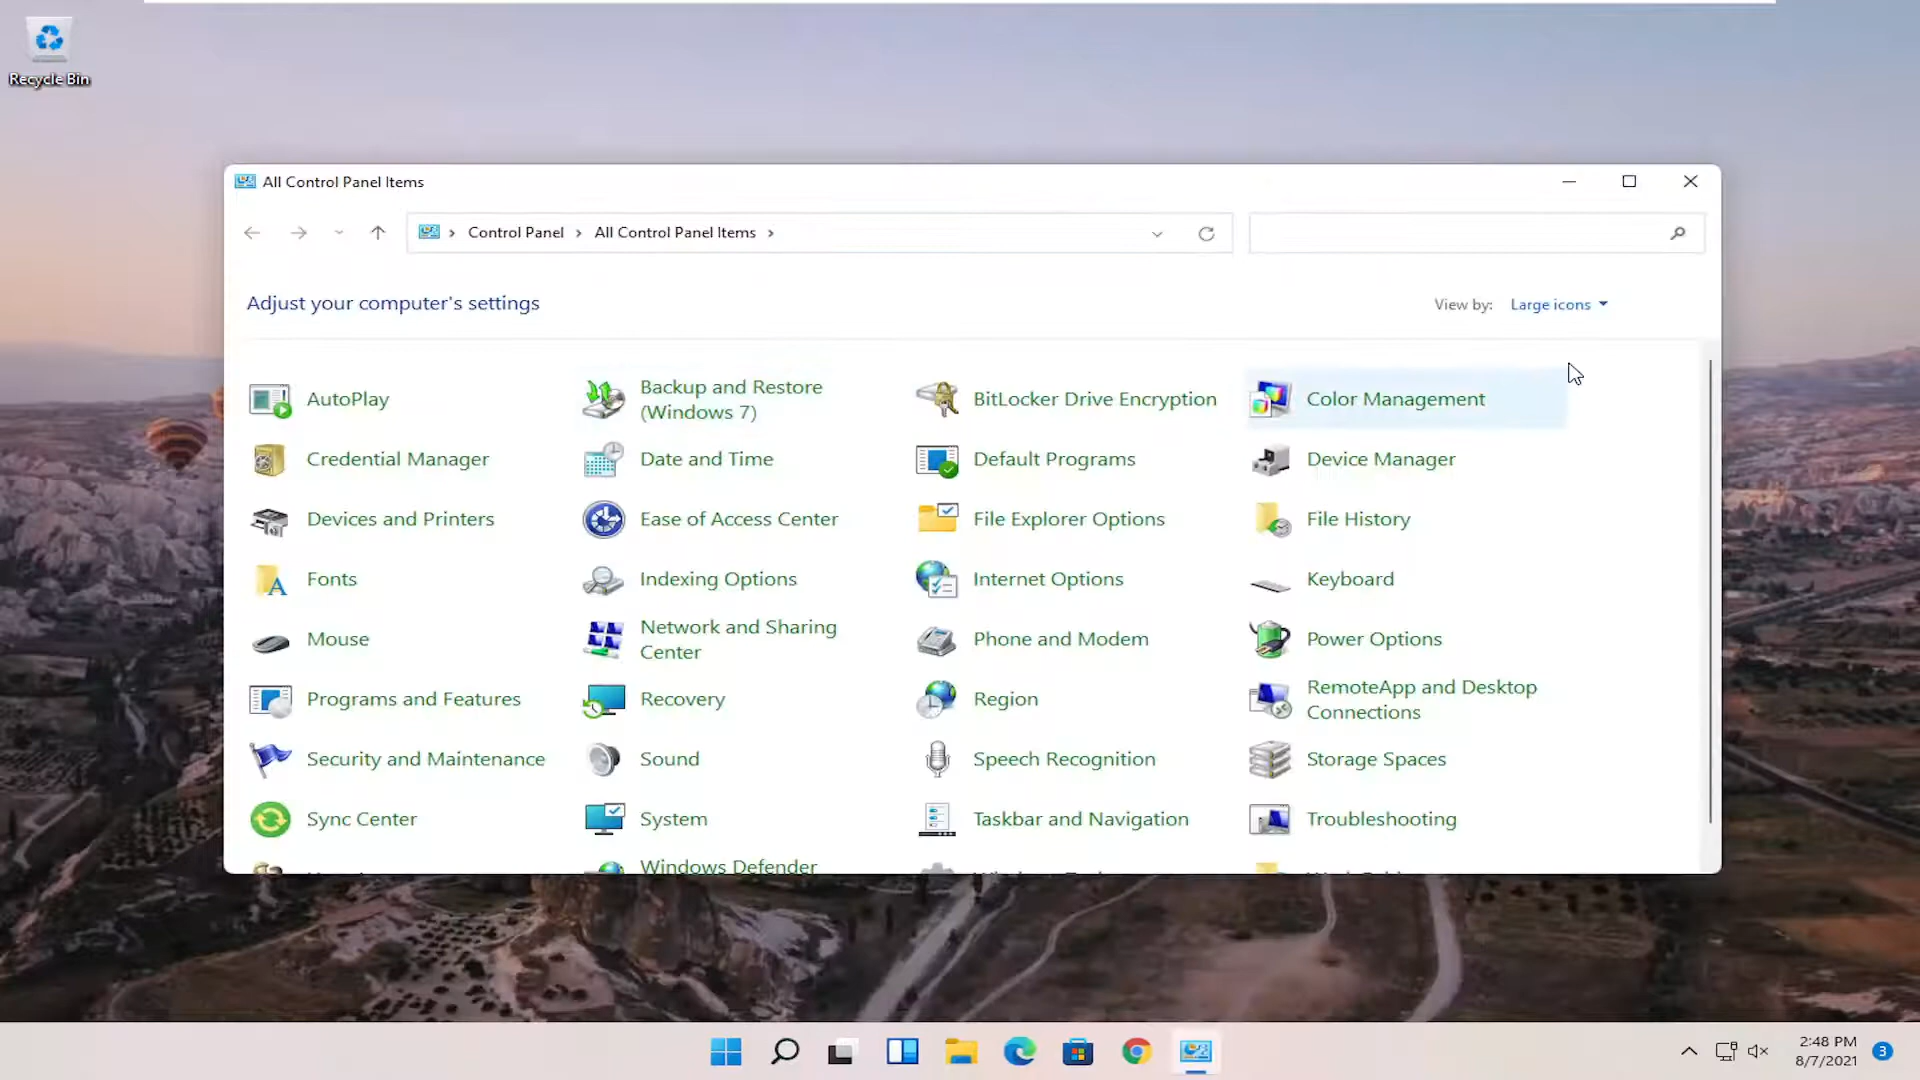 Recycle Bin
All Control Panel Items
Control Panel
All Control Panel Items
Adjust your computer's settings
View by:
Large icons
AutoPlay
Backup and Restore
(Windows 7)
BitLocker Drive Encryption
Color Management
Credential Manager
Date and Time
Default Programs
Device Manager
Devices and Printers
Ease of Access Center
File Explorer Options
File History
Fonts
Indexing Options
Internet Options
Keyboard
Mouse
Network and Sharing
Center
Phone and Modem
Power Options
Programs and Features
Recovery
Region
RemoteApp and Desktop
Connections
Security and Maintenance
Sound
Speech Recognition
Storage Spaces
Sync Center
System
Taskbar and Navigation
Troubleshooting
Windows Defender
2:48 PM
8/7/2021
3